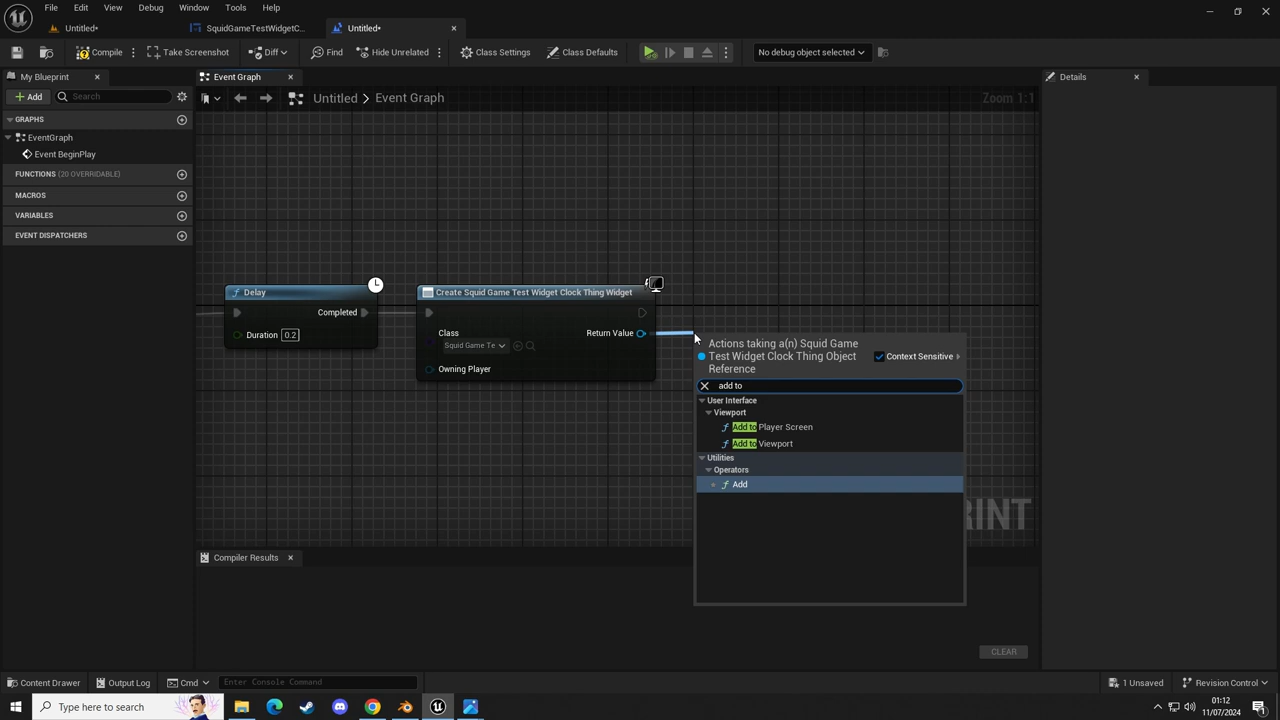 File Edit View Debug Window Tools Help
Untitled* SquidGameTestWidgetC... Untitled*
Compile Take Screenshot Diff Find Hide Unrelated Class Settings Class Defaults No debug object selected
My Blueprint Event Graph Details
Add Search Untitled > Event Graph Zoom 1:1
GRAPHS
EventGraph
Event BeginPlay
FUNCTIONS (20 OVERRIDABLE)
MACROS
VARIABLES
EVENT DISPATCHERS
f Delay
Completed
Duration 0.2
Create Squid Game Test Widget Clock Thing Widget
Class Return Value
Squid Game Te
Owning Player
Actions taking a(n) Squid Game
Test Widget Clock Thing Object
Reference
Context Sensitive
add to
User Interface
Viewport
f Add to Player Screen
f Add to Viewport
Utilities
Operators
f Add
RINT
Compiler Results
CLEAR
Content Drawer Output Log Cmd Enter Console Command 1 Unsaved Revision Control
Type here to search
01:12
11/07/2024